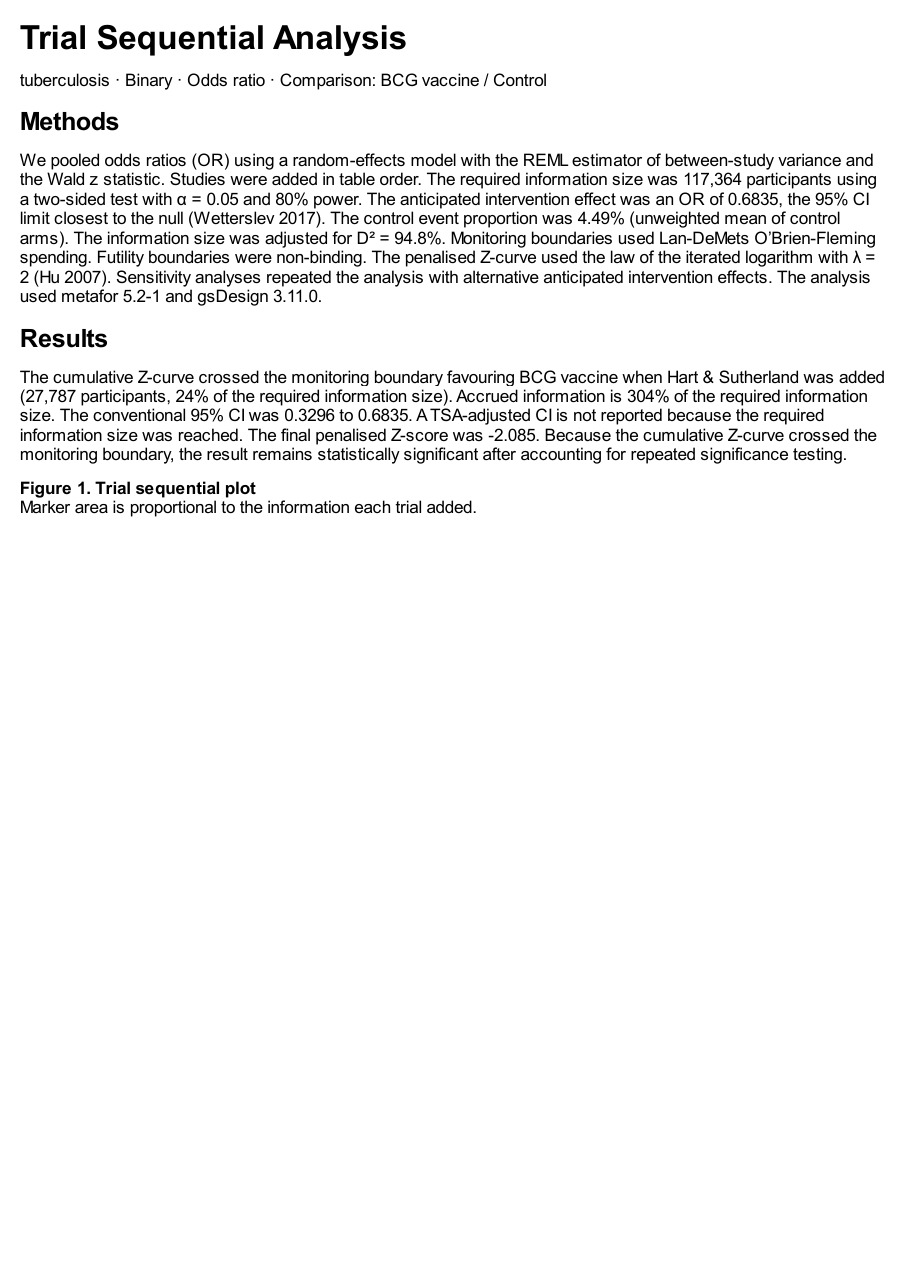 Trial Sequential Analysis
tuberculosis · Binary · Odds ratio · Comparison: BCG vaccine / Control
Methods
We pooled odds ratios (OR) using a random-effects model with the REML estimator of between-study variance and
the Wald z statistic. Studies were added in table order. The required information size was 117,364 participants using
a two-sided test with α = 0.05 and 80% power. The anticipated intervention effect was an OR of 0.6835, the 95% CI
limit closest to the null (Wetterslev 2017). The control event proportion was 4.49% (unweighted mean of control
arms). The information size was adjusted for D² = 94.8%. Monitoring boundaries used Lan-DeMets O’Brien-Fleming
spending. Futility boundaries were non-binding. The penalised Z-curve used the law of the iterated logarithm with λ =
2 (Hu 2007). Sensitivity analyses repeated the analysis with alternative anticipated intervention effects. The analysis
used metafor 5.2-1 and gsDesign 3.11.0.
Results
The cumulative Z-curve crossed the monitoring boundary favouring BCG vaccine when Hart & Sutherland was added
(27,787 participants, 24% of the required information size). Accrued information is 304% of the required information
size. The conventional 95% CI was 0.3296 to 0.6835. A TSA-adjusted CI is not reported because the required
information size was reached. The final penalised Z-score was -2.085. Because the cumulative Z-curve crossed the
monitoring boundary, the result remains statistically significant after accounting for repeated significance testing.
Figure 1. Trial sequential plot
Marker area is proportional to the information each trial added.